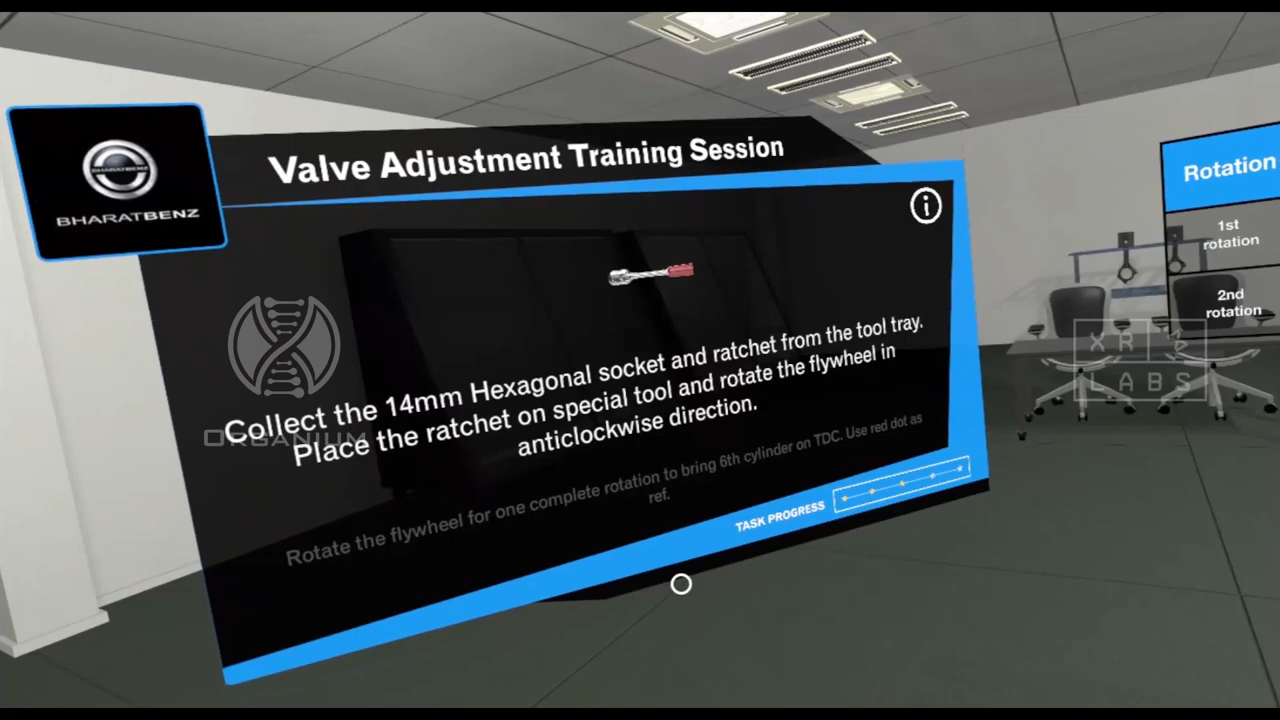 Valve Adjustment Training Session
BHARATBENZ
BHARATBENZ
i
Collect the 14mm Hexagonal socket and ratchet from the tool tray.
Place the ratchet on special tool and rotate the flywheel in
anticlockwise direction.
ORGANIUM
Rotate the flywheel for one complete rotation to bring 6th cylinder on TDC. Use red dot as
ref.
TASK PROGRESS
Rotation
1st
rotation
2nd
rotation
XR
LABS